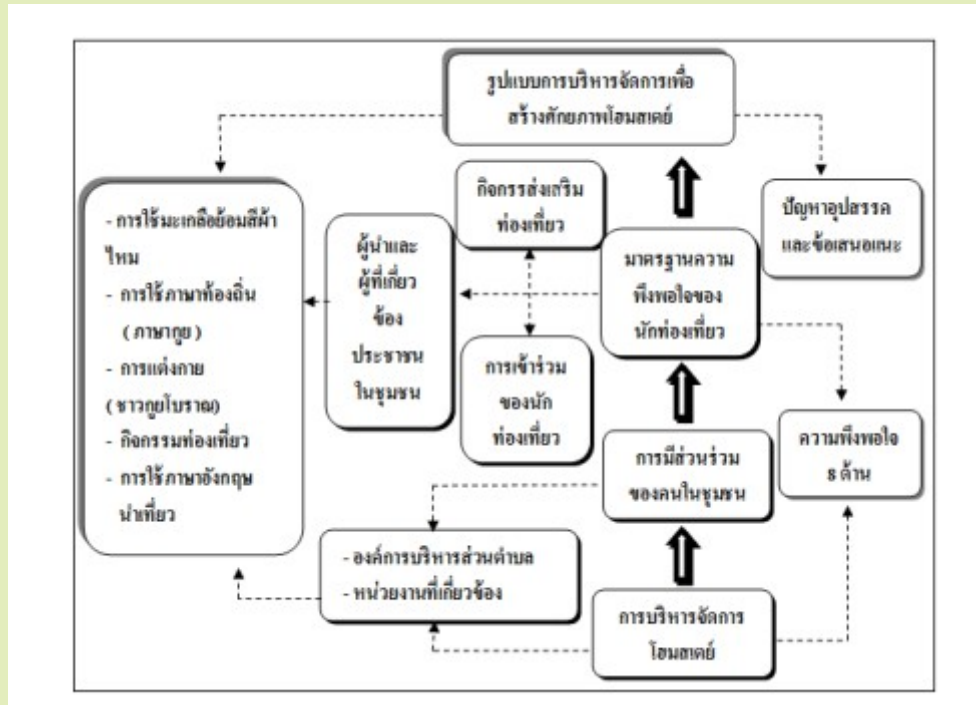 รูปแบบการบริหารจัดการเพื่อ
สร้างศักยภาพโฮมสเตย์
- การใช้มะเกลือย้อมสีผ้า
ไหม
- การใช้ภาษาท้องถิ่น
( ภาษากูย )
- การแต่งกาย
(ชาวกูยโบราณ)
- กิจกรรมท่องเที่ยว
- การใช้ภาษาอังกฤษ
นำเที่ยว
ผู้นำและ
ผู้ที่เกี่ยว
ข้อง
ประชาชน
ในชุมชน
กิจกรรส่งเสริม
ท่องเที่ยว
การเข้าร่วม
ของนัก
ท่องเที่ยว
มาตรฐานความ
พึงพอใจของ
นักท่องเที่ยว
ปัญหาอุปสรรค
และข้อเสนอแนะ
การมีส่วนร่วม
ของคนในชุมชน
ความพึงพอใจ
8 ด้าน
- องค์การบริหารส่วนตำบล
- หน่วยงานที่เกี่ยวข้อง
การบริหารจัดการ
โฮมสเตย์